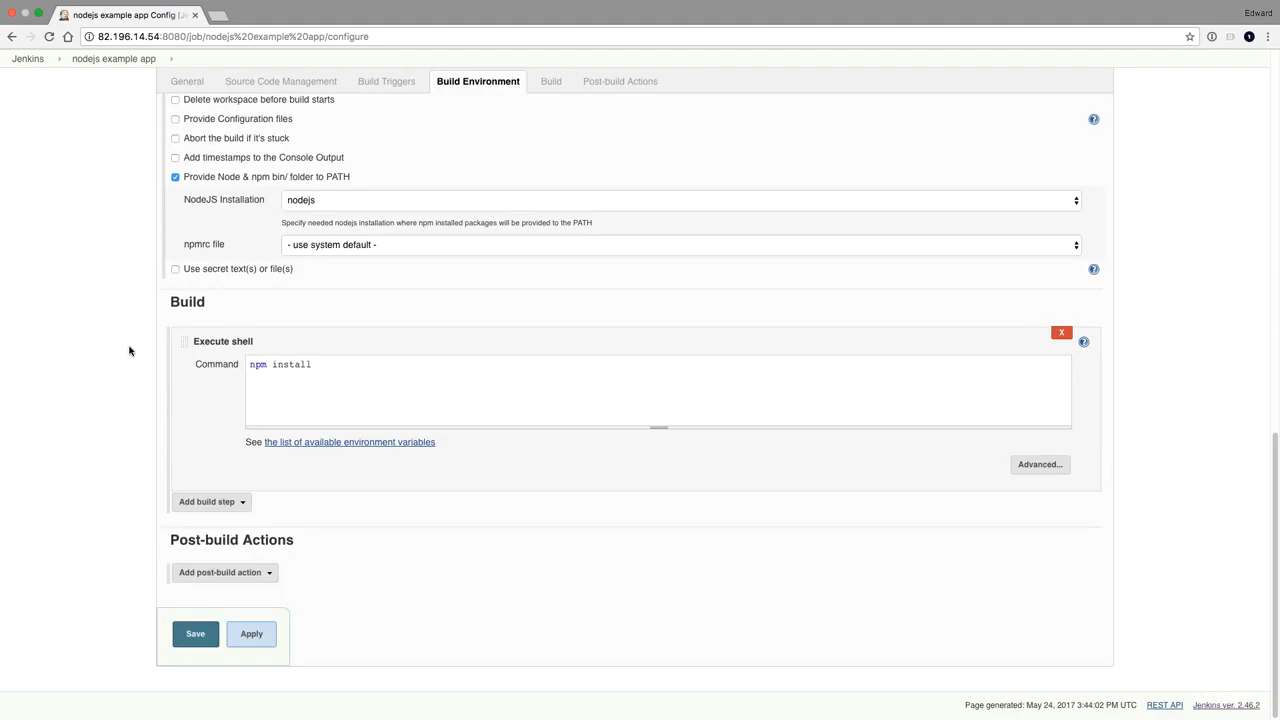 nodejs example app Config [Je
Edward
82.196.14.54:8080/job/nodejs%20example%20app/configure
Jenkins
nodejs example app
General
Source Code Management
Build Triggers
Build Environment
Build
Post-build Actions
Delete workspace before build starts
Provide Configuration files
Abort the build if it's stuck
Add timestamps to the Console Output
Provide Node & npm bin/ folder to PATH
NodeJS Installation
nodejs
Specify needed nodejs installation where npm installed packages will be provided to the PATH
npmrc file
- use system default -
Use secret text(s) or file(s)
Build
X
Execute shell
Command
npm install
See the list of available environment variables
Advanced...
Add build step
Post-build Actions
Add post-build action
Save
Apply
Page generated: May 24, 2017 3:44:02 PM UTC
REST API
Jenkins ver. 2.46.2